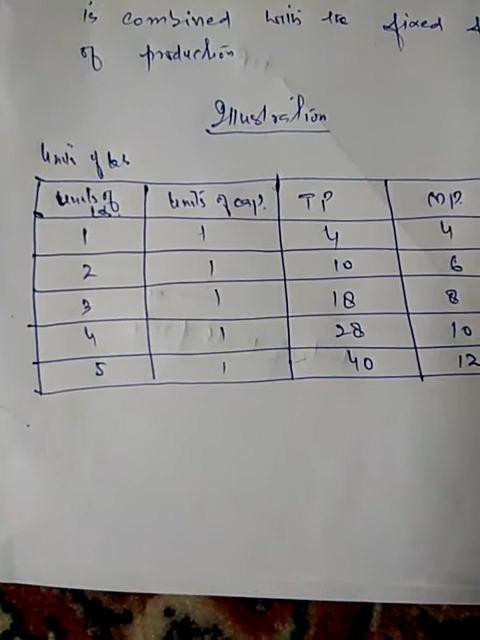 is combined with the fixed
of production
Illustration
Units of lab
Units of lab Units of cap. TP MP
1 1 4 4
2 1 10 6
3 1 18 8
4 1 28 10
5 1 40 12